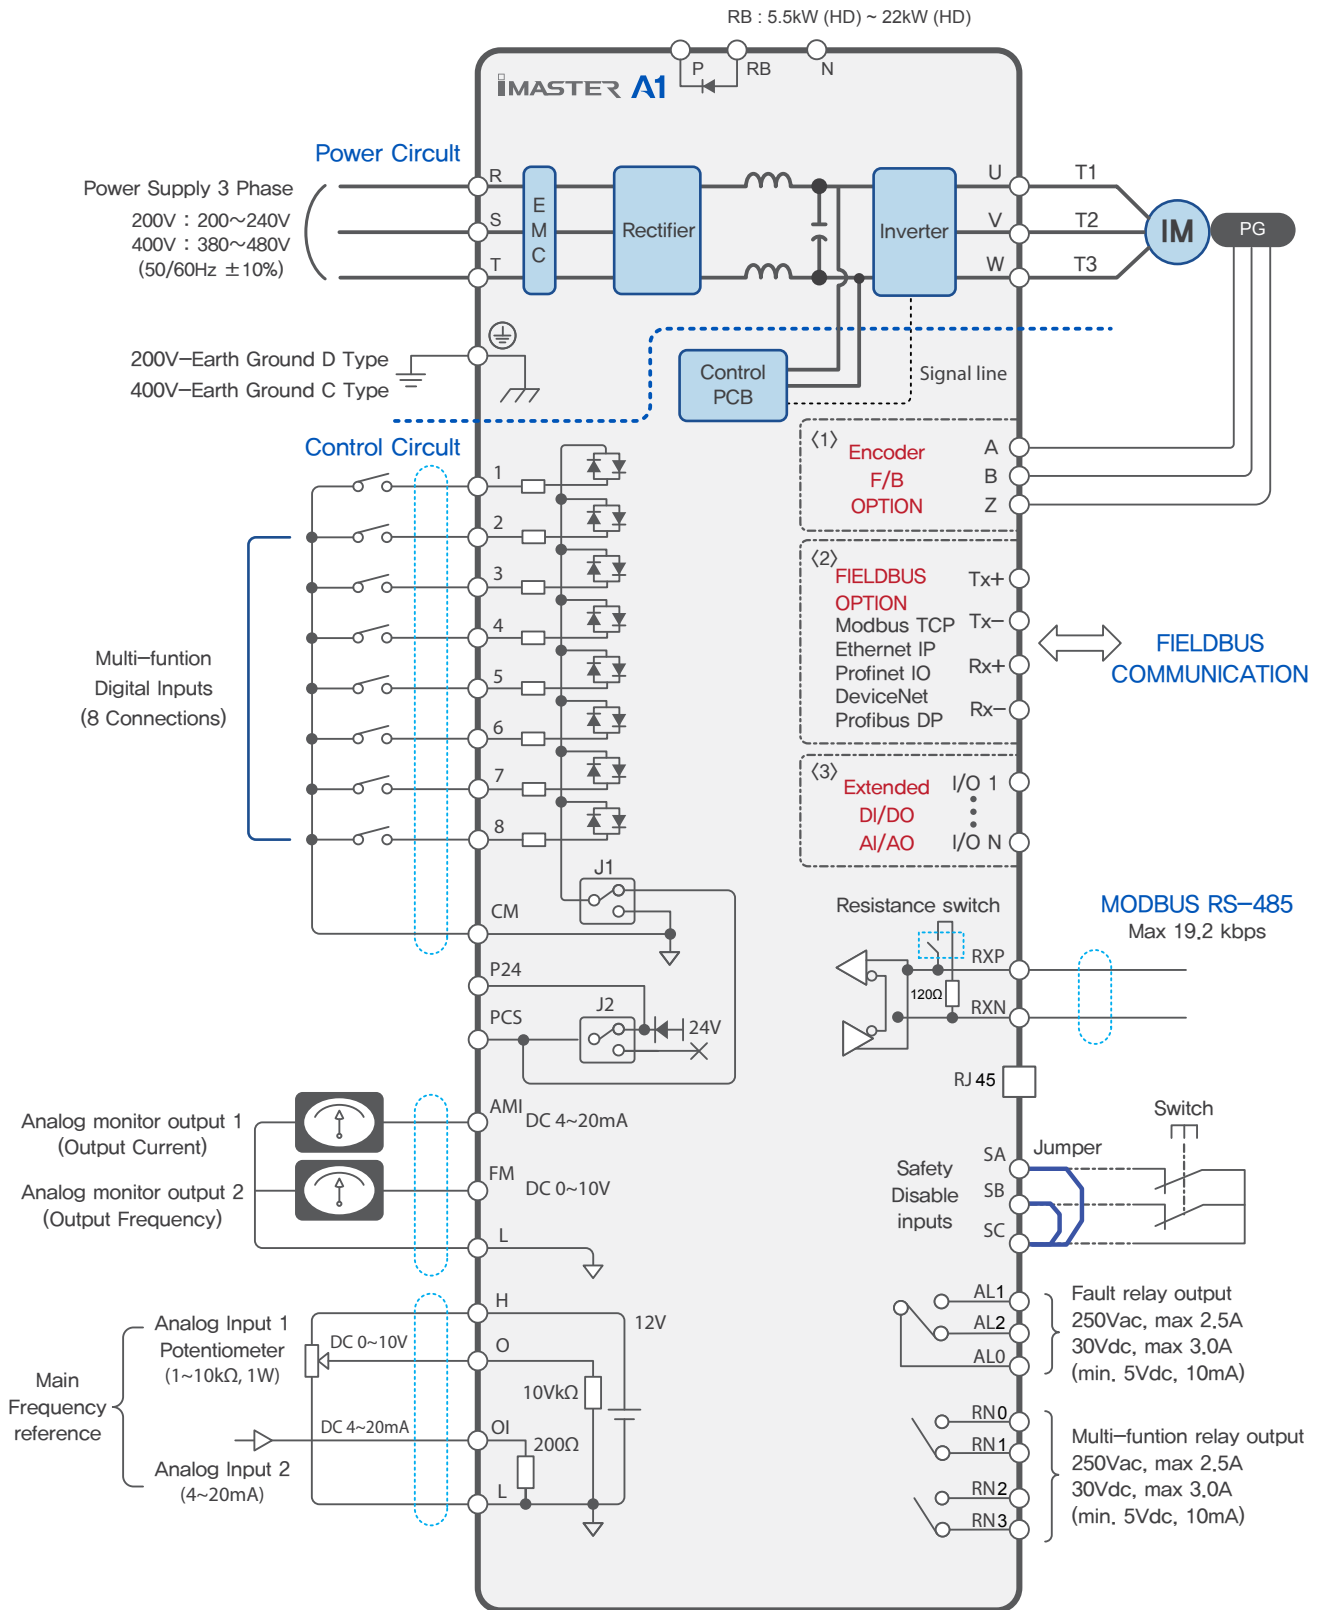 RB : 5.5kW (HD) ~ 22kW (HD)
P
RB
N
iMASTER A1
Power Circult
Power Supply 3 Phase
200V : 200~240V
400V : 380~480V
(50/60Hz ±10%)
R
S
T
E
M
C
Rectifier
Inverter
U
V
W
T1
T2
T3
IM
PG
200V-Earth Ground D Type
400V-Earth Ground C Type
Control
PCB
Signal line
Control Circult
1
2
3
4
5
6
7
8
Multi-funtion
Digital Inputs
(8 Connections)
〈1〉
Encoder
F/B
OPTION
A
B
Z
〈2〉
FIELDBUS
OPTION
Modbus TCP
Ethernet IP
Profinet IO
DeviceNet
Profibus DP
Tx+
Tx-
Rx+
Rx-
FIELDBUS
COMMUNICATION
〈3〉
Extended
DI/DO
AI/AO
I/O 1
I/O N
J1
CM
P24
PCS
J2
24V
Resistance switch
120Ω
RXP
RXN
MODBUS RS-485
Max 19.2 kbps
RJ 45
Analog monitor output 1
(Output Current)
Analog monitor output 2
(Output Frequency)
AMI
DC 4~20mA
FM
DC 0~10V
L
Safety
Disable
inputs
SA
SB
SC
Jumper
Switch
Main
Frequency
reference
Analog Input 1
Potentiometer
(1~10kΩ, 1W)
DC 0~10V
DC 4~20mA
Analog Input 2
(4~20mA)
H
O
OI
L
12V
10VkΩ
200Ω
AL1
AL2
AL0
Fault relay output
250Vac, max 2.5A
30Vdc, max 3.0A
(min. 5Vdc, 10mA)
RN0
RN1
RN2
RN3
Multi-funtion relay output
250Vac, max 2.5A
30Vdc, max 3.0A
(min. 5Vdc, 10mA)